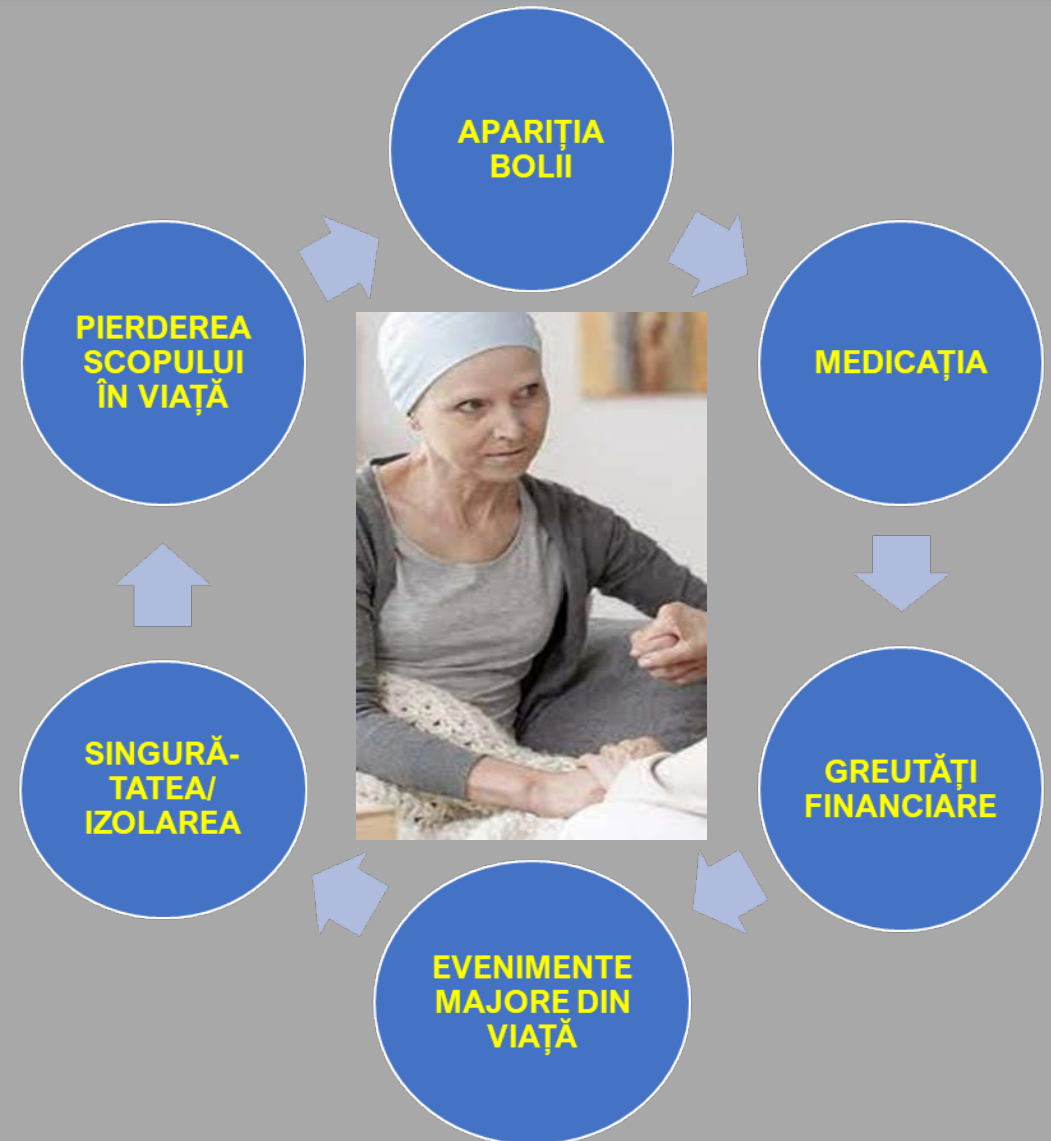 APARIȚIA
BOLII
MEDICAȚIA
GREUTĂȚI
FINANCIARE
EVENIMENTE
MAJORE DIN
VIAȚĂ
SINGURĂ-
TATEA/
IZOLAREA
PIERDEREA
SCOPULUI
ÎN VIAȚĂ